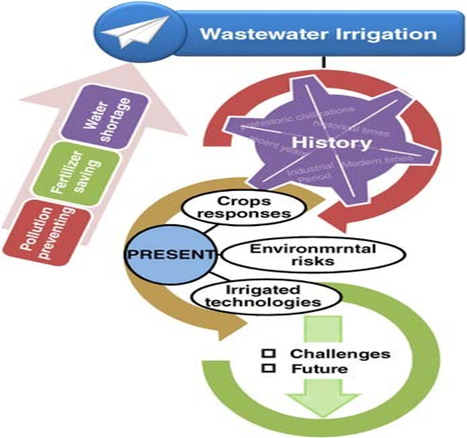 Wastewater Irrigation
Water
shortage
Fertilizer
saving
Pollution
preventing
Prehistoric civilizations
historical times
Recent years
History
Industrial
Period
Modern times
Crops
responses
PRESENT
Environmrntal
risks
Irrigated
technologies
Challenges
Future